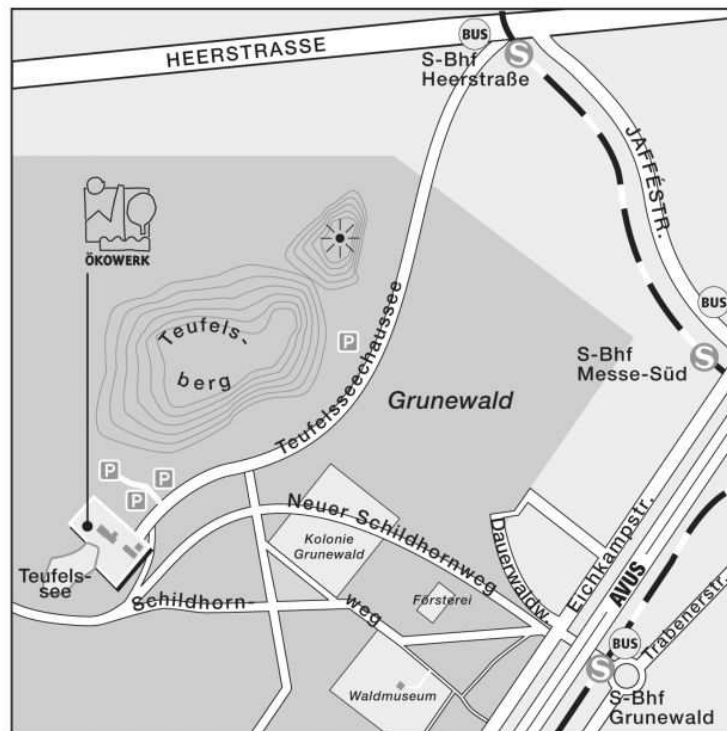 HEERSTRASSE
BUS
S-Bhf
Heerstraße
S
JAFFÉSTR.
ÖKOWERK
Teufels-
berg
P
Teufelsseechaussee
Grunewald
BUS
S-Bhf
Messe-Süd
S
P
P
P
Neuer Schildhornweg
Kolonie
Grunewald
Dauerwaldw.
Eichkampstr.
AVUS
Trabenerstr.
Teufels-
see
Schildhorn-
weg
Försterei
BUS
S
Waldmuseum
S-Bhf
Grunewald